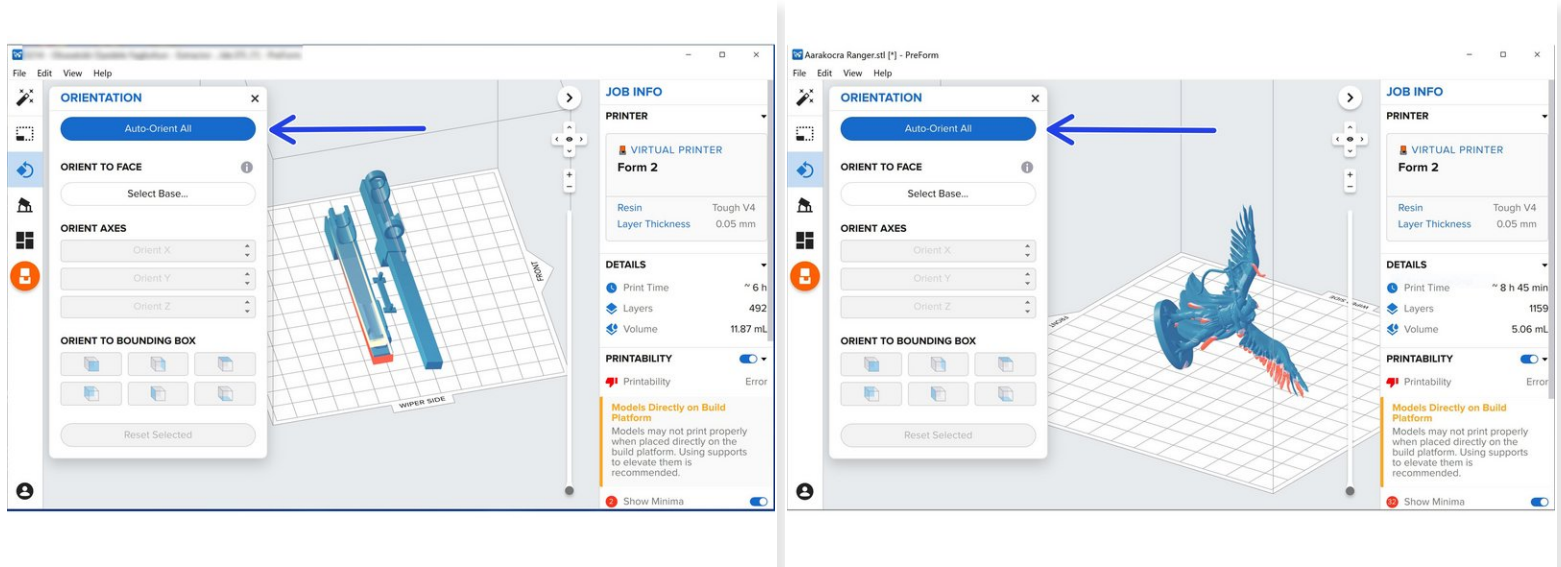 File Edit View Help
ORIENTATION
Auto-Orient All
ORIENT TO FACE
Select Base...
ORIENT AXES
Orient X
Orient Y
Orient Z
ORIENT TO BOUNDING BOX
Reset Selected
FRONT
WIPER SIDE
JOB INFO
PRINTER
VIRTUAL PRINTER
Form 2
Resin Tough V4
Layer Thickness 0.05 mm
DETAILS
Print Time ~ 6 h
Layers 492
Volume 11.87 mL
PRINTABILITY
Printability Error
Models Directly on Build
Platform
Models may not print properly
when placed directly on the
build platform. Using supports
to elevate them is
recommended.
2 Show Minima
Aarakocra Ranger.stl [*] - PreForm
File Edit View Help
ORIENTATION
Auto-Orient All
ORIENT TO FACE
Select Base...
ORIENT AXES
Orient X
Orient Y
Orient Z
ORIENT TO BOUNDING BOX
Reset Selected
FRONT
WIPER SIDE
JOB INFO
PRINTER
VIRTUAL PRINTER
Form 2
Resin Tough V4
Layer Thickness 0.05 mm
DETAILS
Print Time ~ 8 h 45 min
Layers 1159
Volume 5.06 mL
PRINTABILITY
Printability Error
Models Directly on Build
Platform
Models may not print properly
when placed directly on the
build platform. Using supports
to elevate them is
recommended.
32 Show Minima